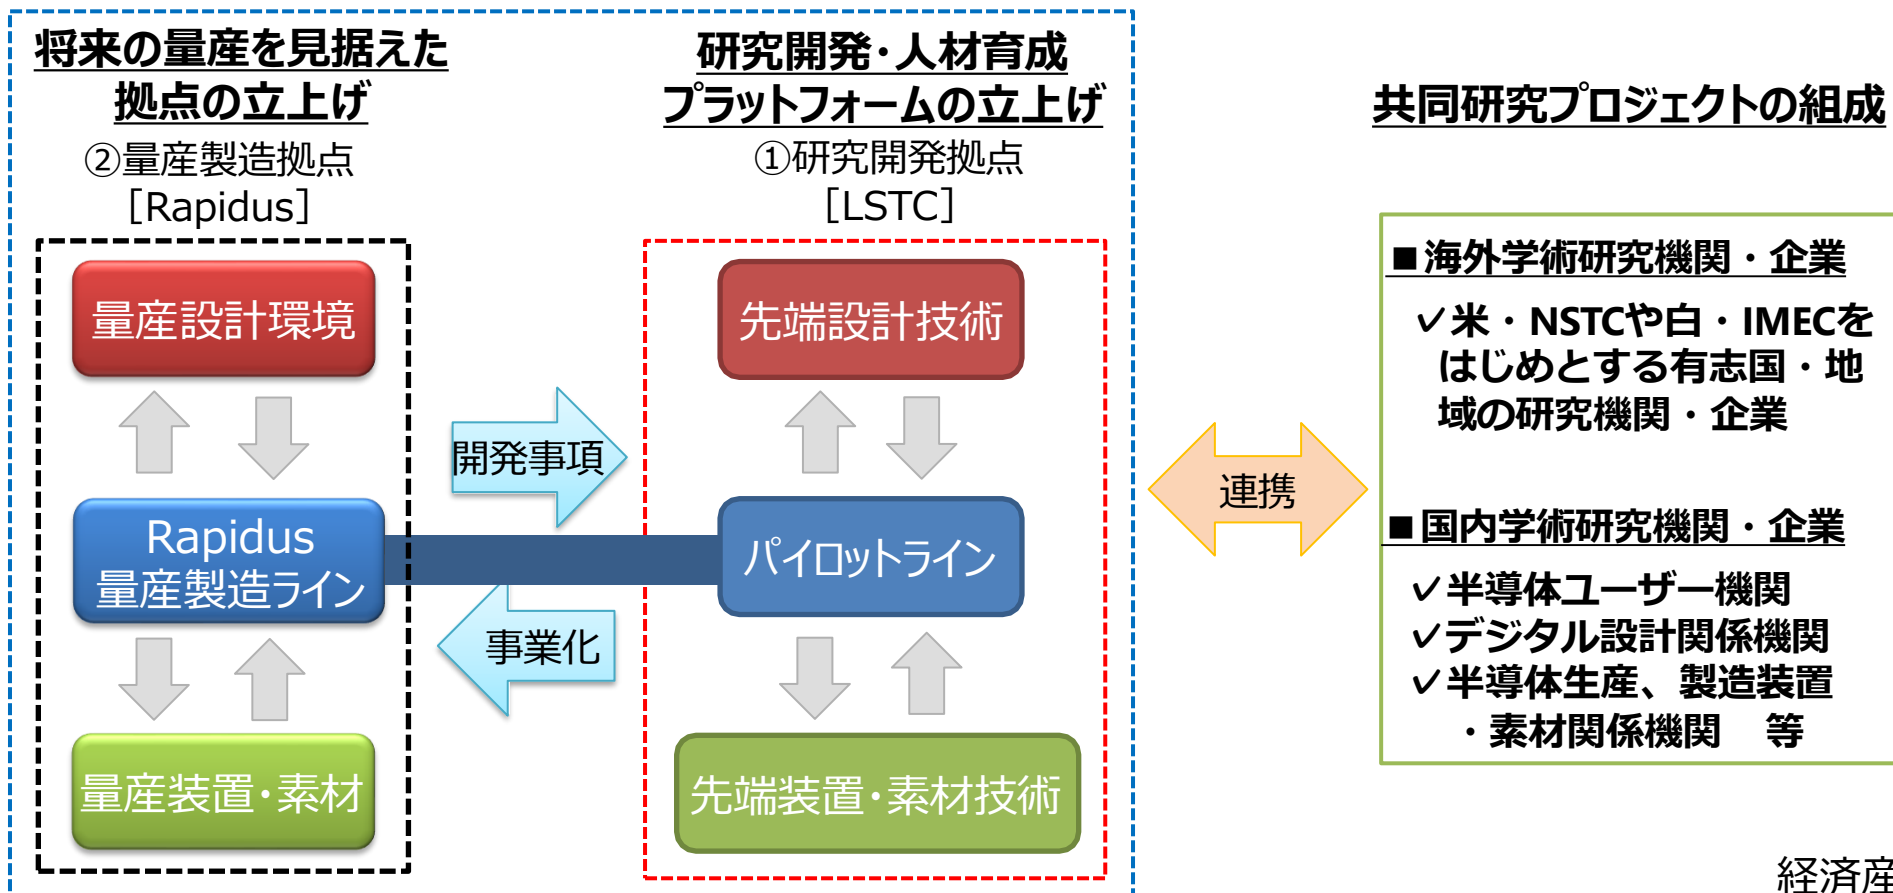 将来の量産を見据えた
拠点の立上げ
②量産製造拠点
[Rapidus]
量産設計環境
Rapidus
量産製造ライン
量産装置・素材
開発事項
事業化
研究開発・人材育成
プラットフォームの立上げ
①研究開発拠点
[LSTC]
先端設計技術
パイロットライン
先端装置・素材技術
連携
共同研究プロジェクトの組成
■海外学術研究機関・企業
✓米・NSTCや白・IMECを
はじめとする有志国・地
域の研究機関・企業
■国内学術研究機関・企業
✓半導体ユーザー機関
✓デジタル設計関係機関
✓半導体生産、製造装置
・素材関係機関　等
経済産